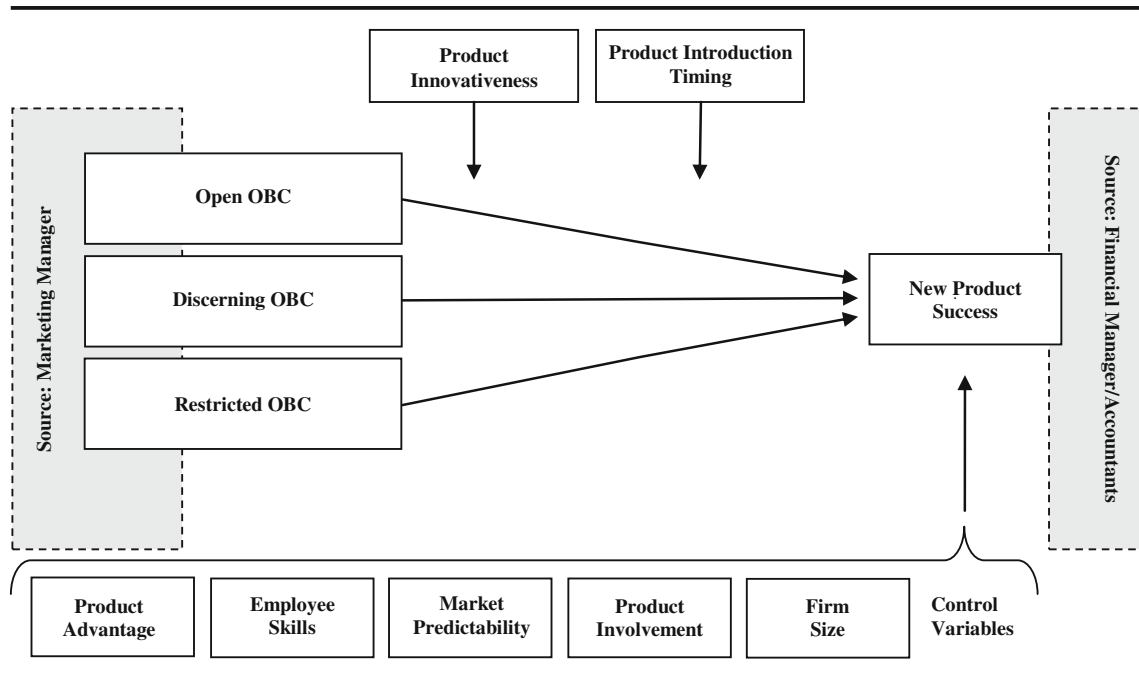 Product
Innovativeness
Product Introduction
Timing
Source: Marketing Manager
Open OBC
Discerning OBC
Restricted OBC
New Product
Success
Source: Financial Manager/Accountants
Product
Advantage
Employee
Skills
Market
Predictability
Product
Involvement
Firm
Size
Control
Variables